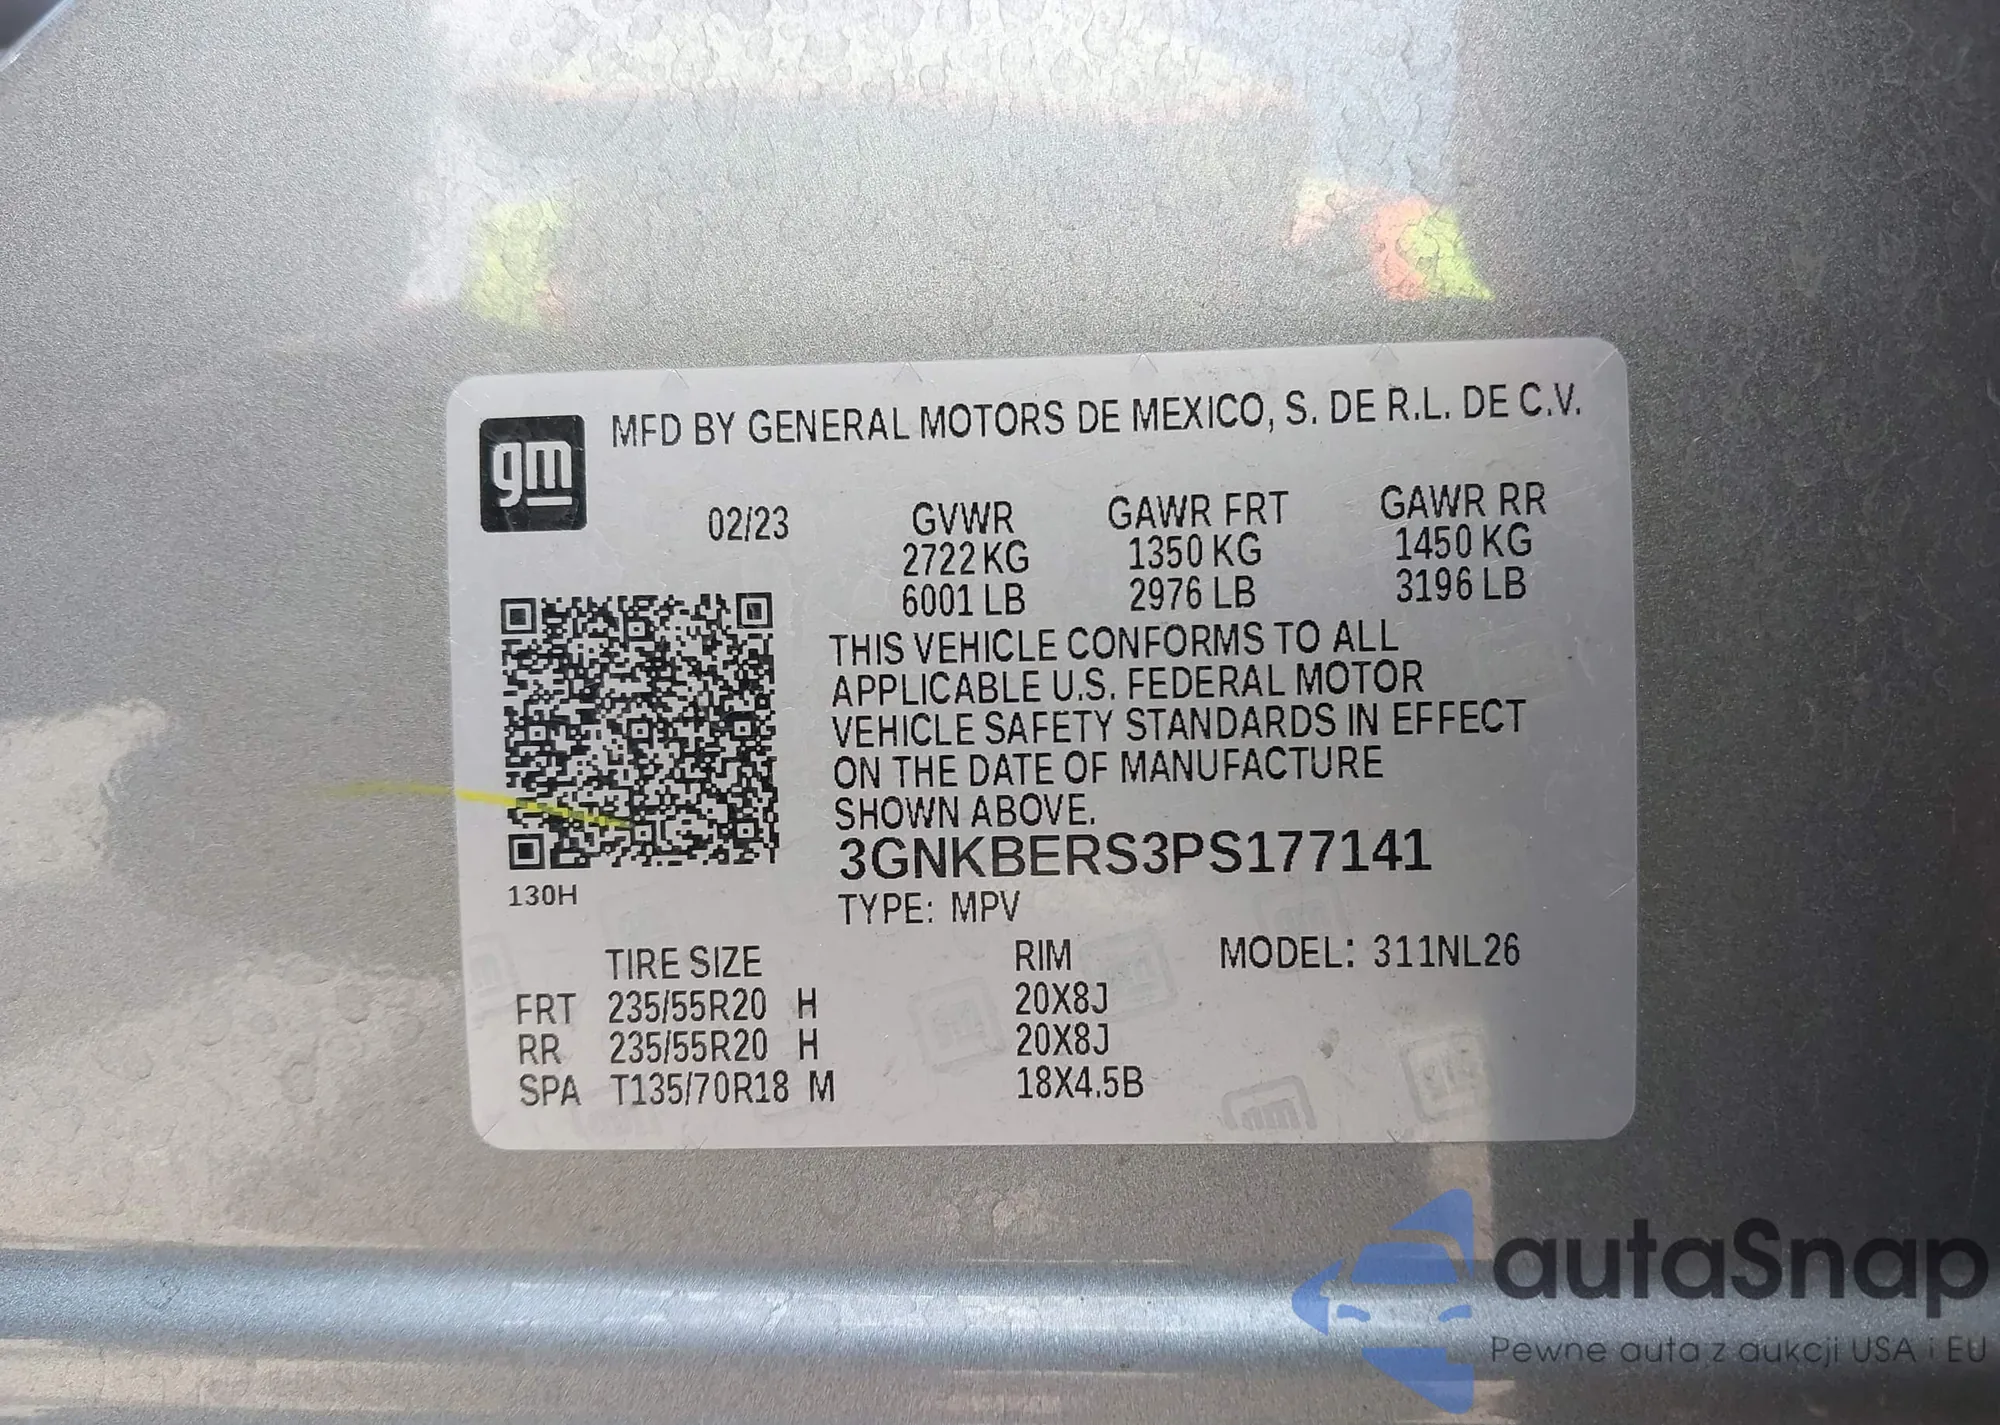 gm
MFD BY GENERAL MOTORS DE MEXICO, S. DE R.L. DE C.V.
02/23 GVWR GAWR FRT GAWR RR
2722 KG 1350 KG 1450 KG
6001 LB 2976 LB 3196 LB
THIS VEHICLE CONFORMS TO ALL
APPLICABLE U.S. FEDERAL MOTOR
VEHICLE SAFETY STANDARDS IN EFFECT
ON THE DATE OF MANUFACTURE
SHOWN ABOVE.
3GNKBERS3PS177141
130H
TYPE: MPV
TIRE SIZE RIM MODEL: 311NL26
FRT 235/55R20 H 20X8J
RR 235/55R20 H 20X8J
SPA T135/70R18 M 18X4.5B
autaSnap
Pewne auta z aukcji USA i EU